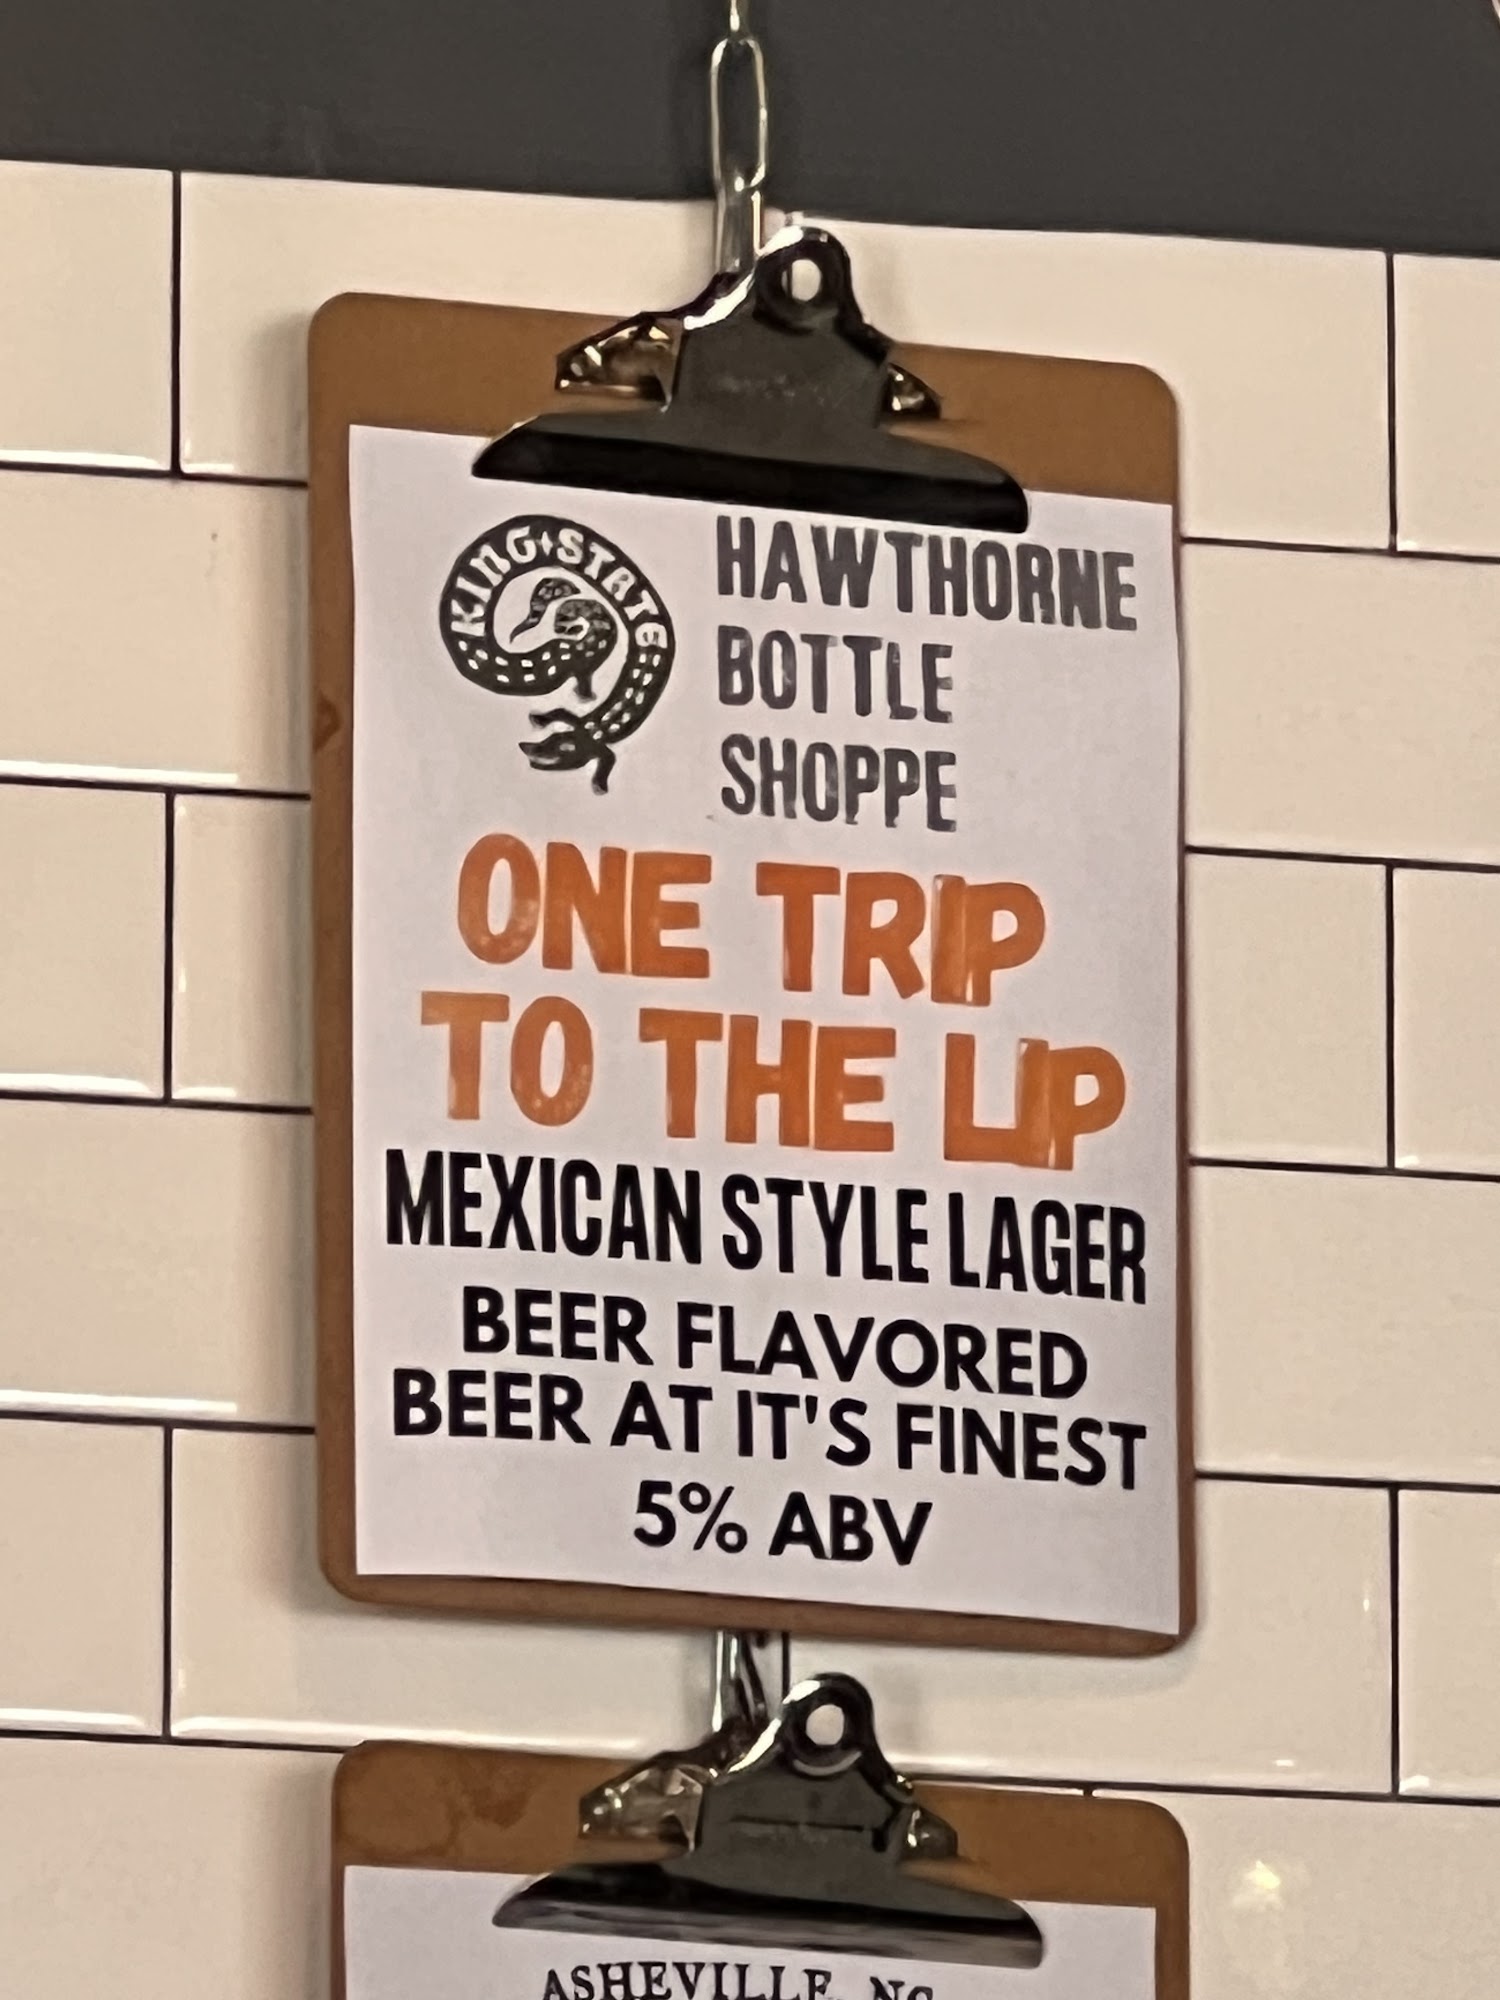 KING STATE
HAWTHORNE
BOTTLE
SHOPPE
ONE TRIP
TO THE LIP
MEXICAN STYLE LAGER
BEER FLAVORED
BEER AT IT'S FINEST
5% ABV
ASHEVILLE, NC